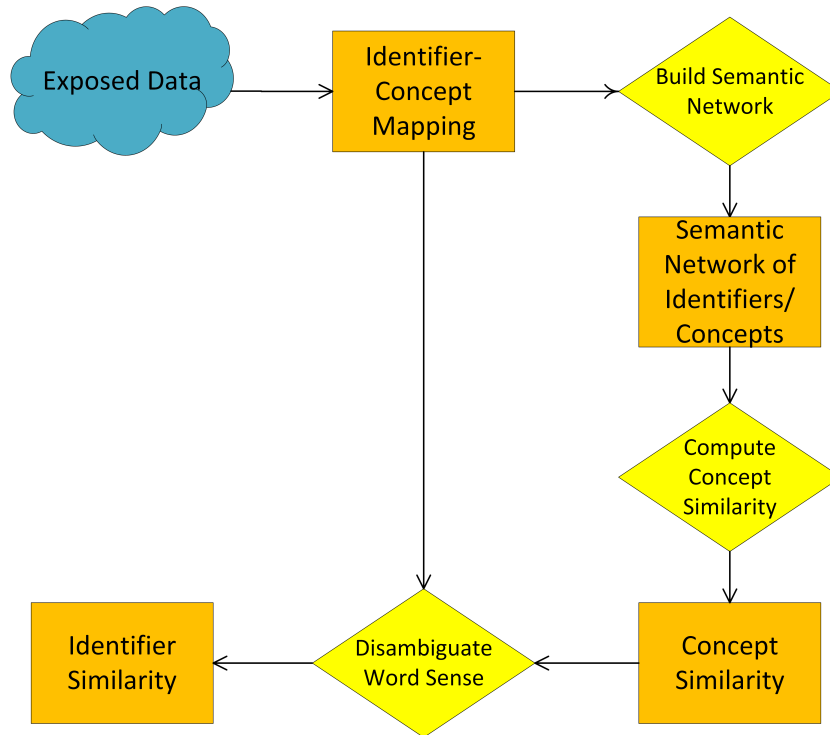 Exposed Data
Identifier-
Concept
Mapping
Build Semantic
Network
Semantic
Network of
Identifiers/
Concepts
Compute
Concept
Similarity
Identifier
Similarity
Disambiguate
Word Sense
Concept
Similarity